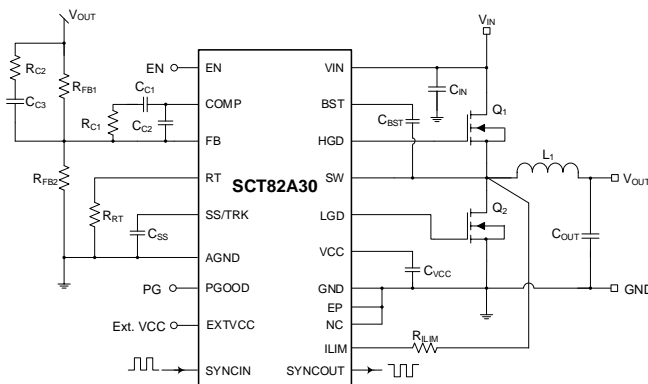 VOUT
VIN
RC2
RFB1
CC3
EN
EN
VIN
CIN
CC1
COMP
BST
Q1
RC1
CC2
CBST
FB
HGD
L1
RFB2
RT
SCT82A30
SW
VOUT
RRT
SS/TRK
LGD
Q2
CSS
COUT
VCC
CVCC
AGND
PG
PGOOD
GND
GND
EP
Ext. VCC
EXTVCC
NC
RILIM
ILIM
SYNCIN
SYNCOUT